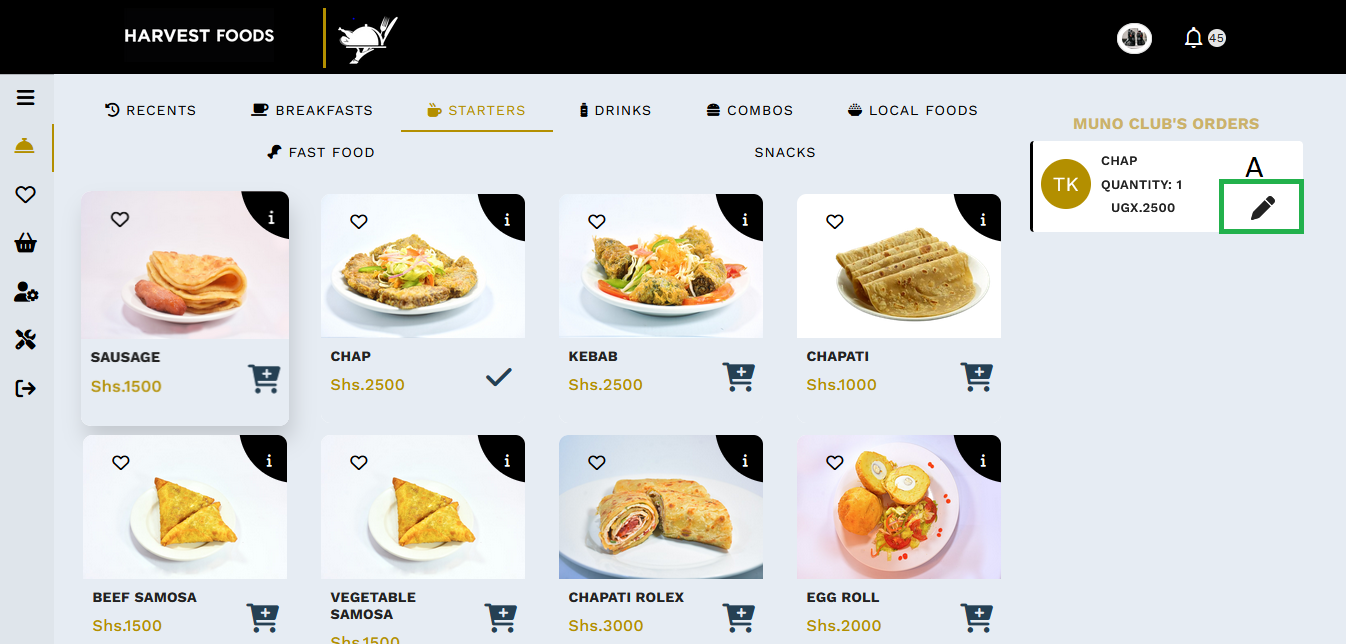 HARVEST FOODS
45
RECENTS
BREAKFASTS
STARTERS
DRINKS
COMBOS
LOCAL FOODS
FAST FOOD
SNACKS
MUNO CLUB'S ORDERS
TK
CHAP
QUANTITY: 1
UGX.2500
A
i
SAUSAGE
Shs.1500
i
CHAP
Shs.2500
i
KEBAB
Shs.2500
i
CHAPATI
Shs.1000
i
BEEF SAMOSA
Shs.1500
i
VEGETABLE
SAMOSA
Shs.1500
i
CHAPATI ROLEX
Shs.3000
i
EGG ROLL
Shs.2000